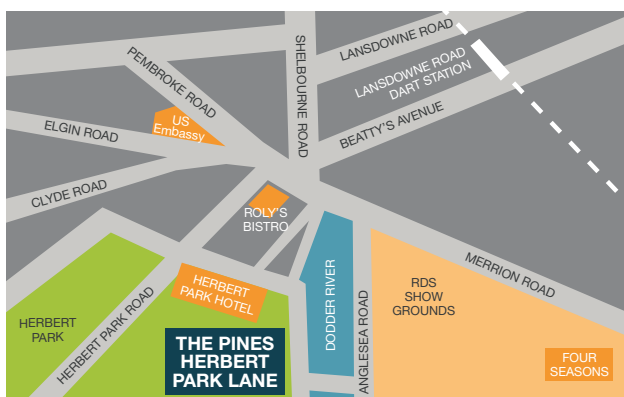 LANSDOWNE ROAD
SHELBOURNE ROAD
PEMBROKE ROAD
LANSDOWNE ROAD
DART STATION
US
Embassy
ELGIN ROAD
BEATTY'S AVENUE
CLYDE ROAD
ROLY'S
BISTRO
MERRION ROAD
HERBERT
PARK HOTEL
DODDER RIVER
RDS
SHOW
GROUNDS
ANGLESEA ROAD
HERBERT
PARK
HERBERT PARK ROAD
THE PINES
HERBERT
PARK LANE
FOUR
SEASONS